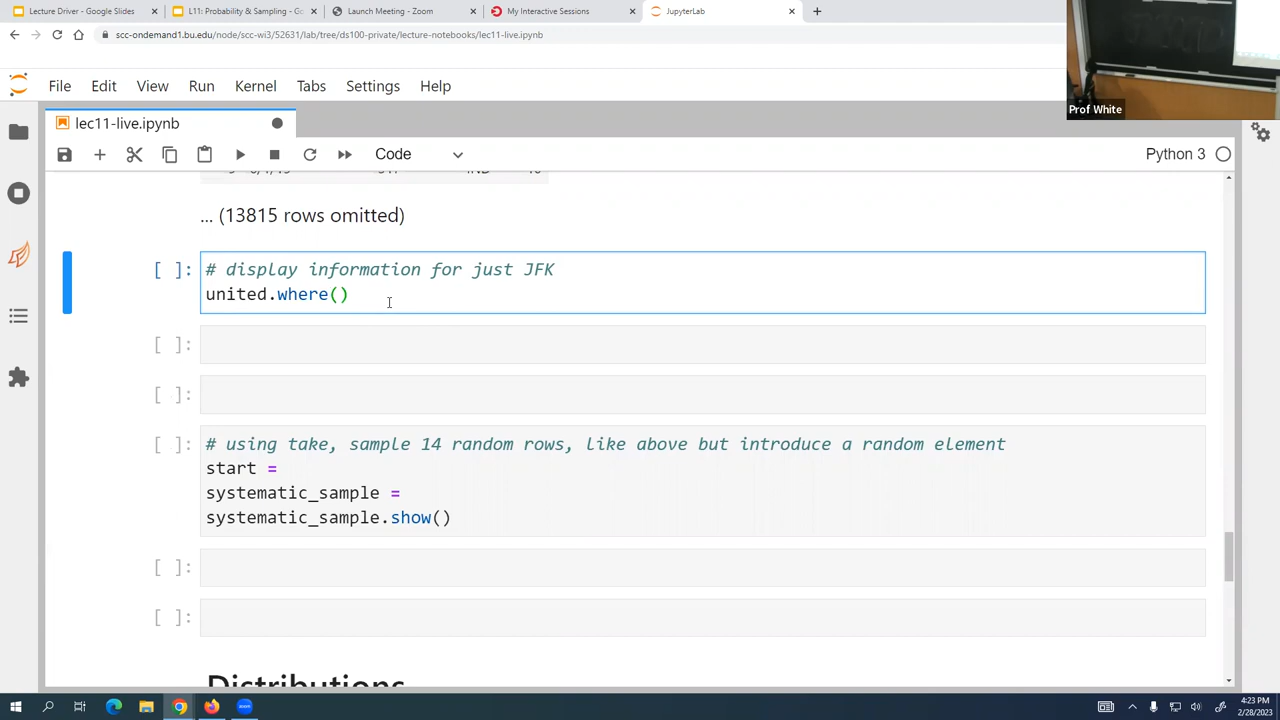 Lecture Driver - Google Slides
L11: Probability & Sampling - Go
Launch Meeting - Zoom
My Interactive Sessions
JupyterLab
scc-ondemand1.bu.edu/node/scc-wi3/52631/lab/tree/ds100-private/lecture-notebooks/lec11-live.ipynb
File Edit View Run Kernel Tabs Settings Help
Prof White
lec11-live.ipynb
Code
Python 3
... (13815 rows omitted)
[ ]: # display information for just JFK
united.where()
[ ]:
[ ]:
[ ]: # using take, sample 14 random rows, like above but introduce a random element
start =
systematic_sample =
systematic_sample.show()
[ ]:
[ ]:
Distributions
zoom
4:23 PM
2/28/2023